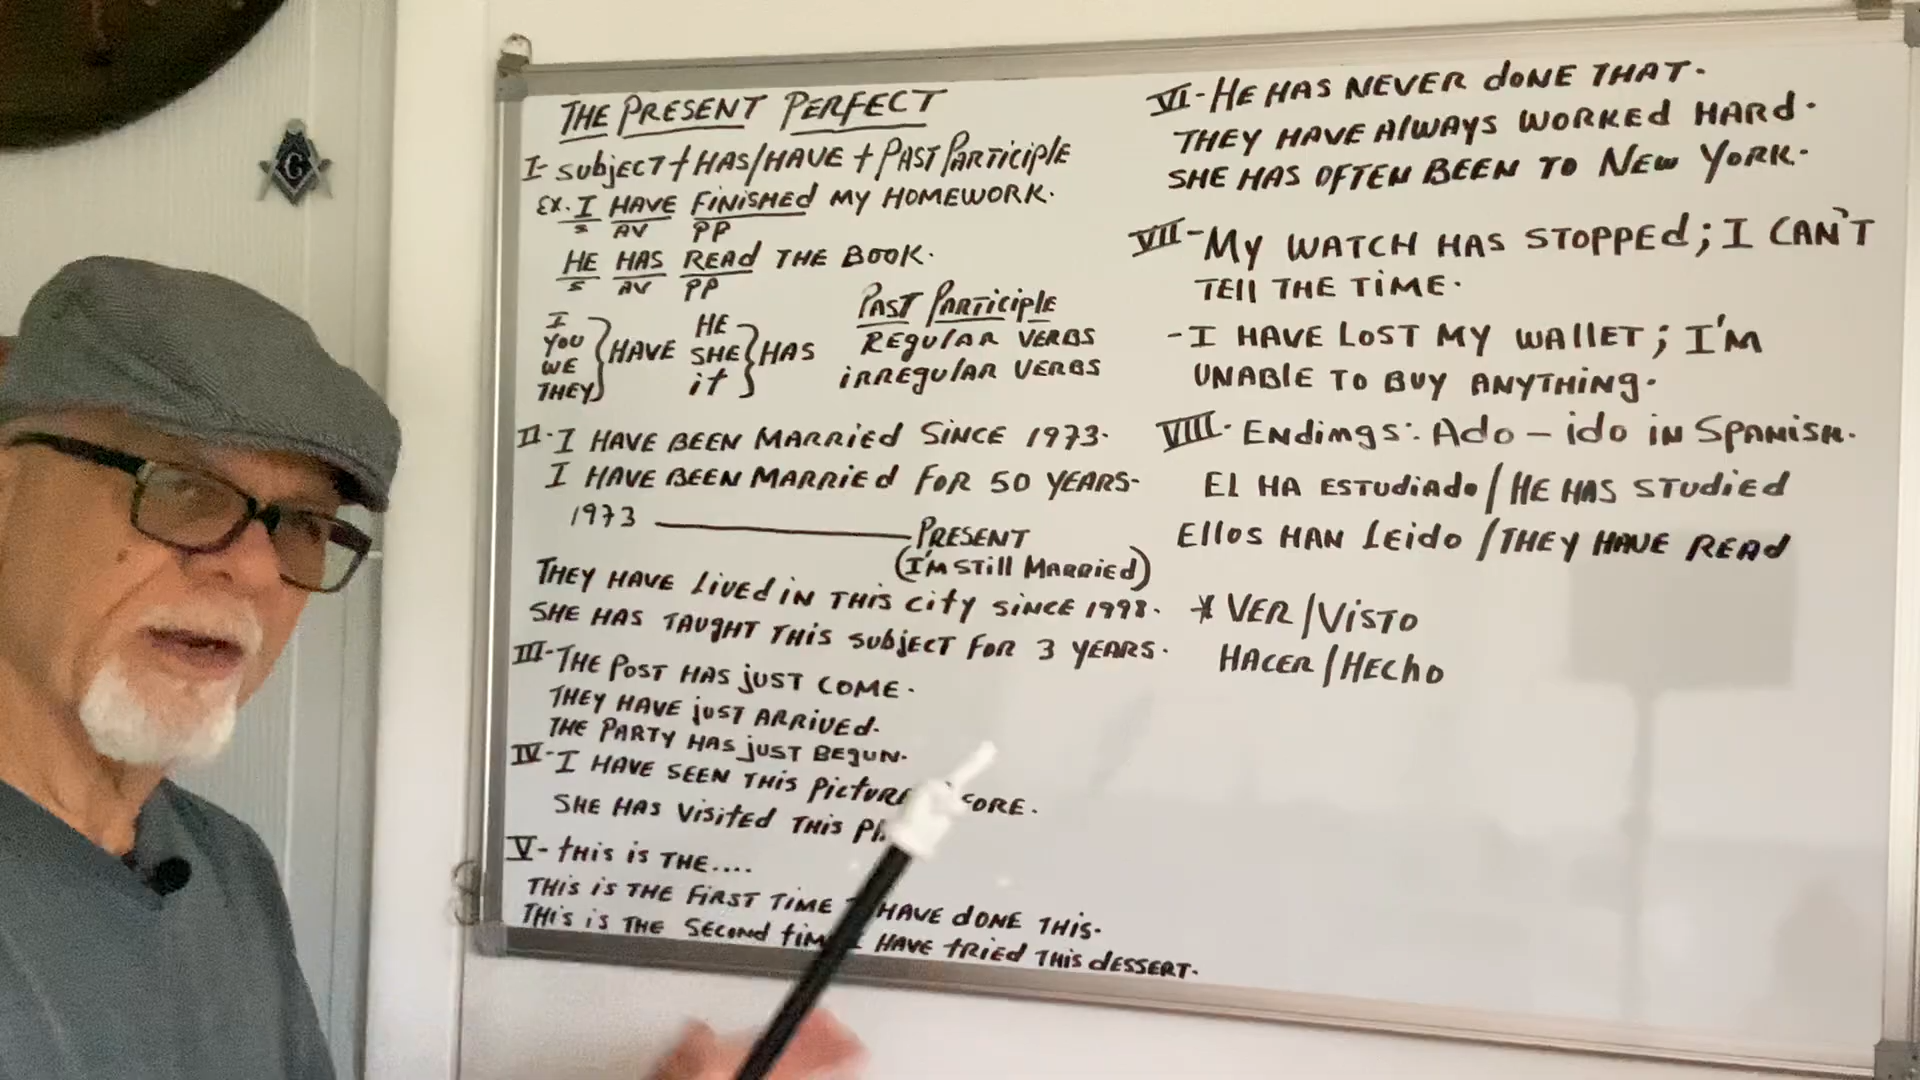 G
THE PRESENT PERFECT
I- SubjECT + HAS/HAVE + PAST PARTiciplE
EX. I HAVE FiNiSHEd MY HOMEWORK.
S AV PP
HE HAS REAd THE BOOK.
S AV PP
I
YOU
WE
THEY
HAVE
HE
SHE
it
HAS
PAST PARTiciplE
REgulAR VERBS
iRREgulAR VERBS
II- I HAVE BEEN MARRiEd SiNCE 1973.
I HAVE BEEN MARRiEd FOR 50 YEARS-
1973 ——— PRESENT
(I'M STill MARRiEd)
THEY HAVE LivEd iN THiS City SiNCE 1998.
SHE HAS TAUgHT THiS SubjECT FOR 3 YEARS.
III- THE POST HAS jUST COME.
THEY HAVE jUST ARRivEd.
THE PARTY HAS jUST BEgUN.
IV- I HAVE SEEN THiS PicTURE
SHE HAS ViSitEd THiS
V- tHiS iS THE....
THiS iS THE FiRST TiME HAVE dONE THiS.
THiS iS THE SECONd I HAVE tRiEd THiS dESSERT.
VI- HE HAS NEVER dONE THAT.
THEY HAVE AlWAYS WORKEd HARd.
SHE HAS OFTEN BEEN TO NEW YORK.
VII- MY WATCH HAS STOPPEd; I CAN'T
TEll THE TiME.
- I HAVE LOST MY WALLET; I'M
UNABLE TO BUY ANYTHiNg.
VIII. ENdiNgS: AdO - idO iN SPANiSH.
El HA ESTUdiAdO / HE HAS STUdiEd
EllOS HAN LEidO / THEY HAVE REAd
* VER/ViSTO
HACER/HECHO